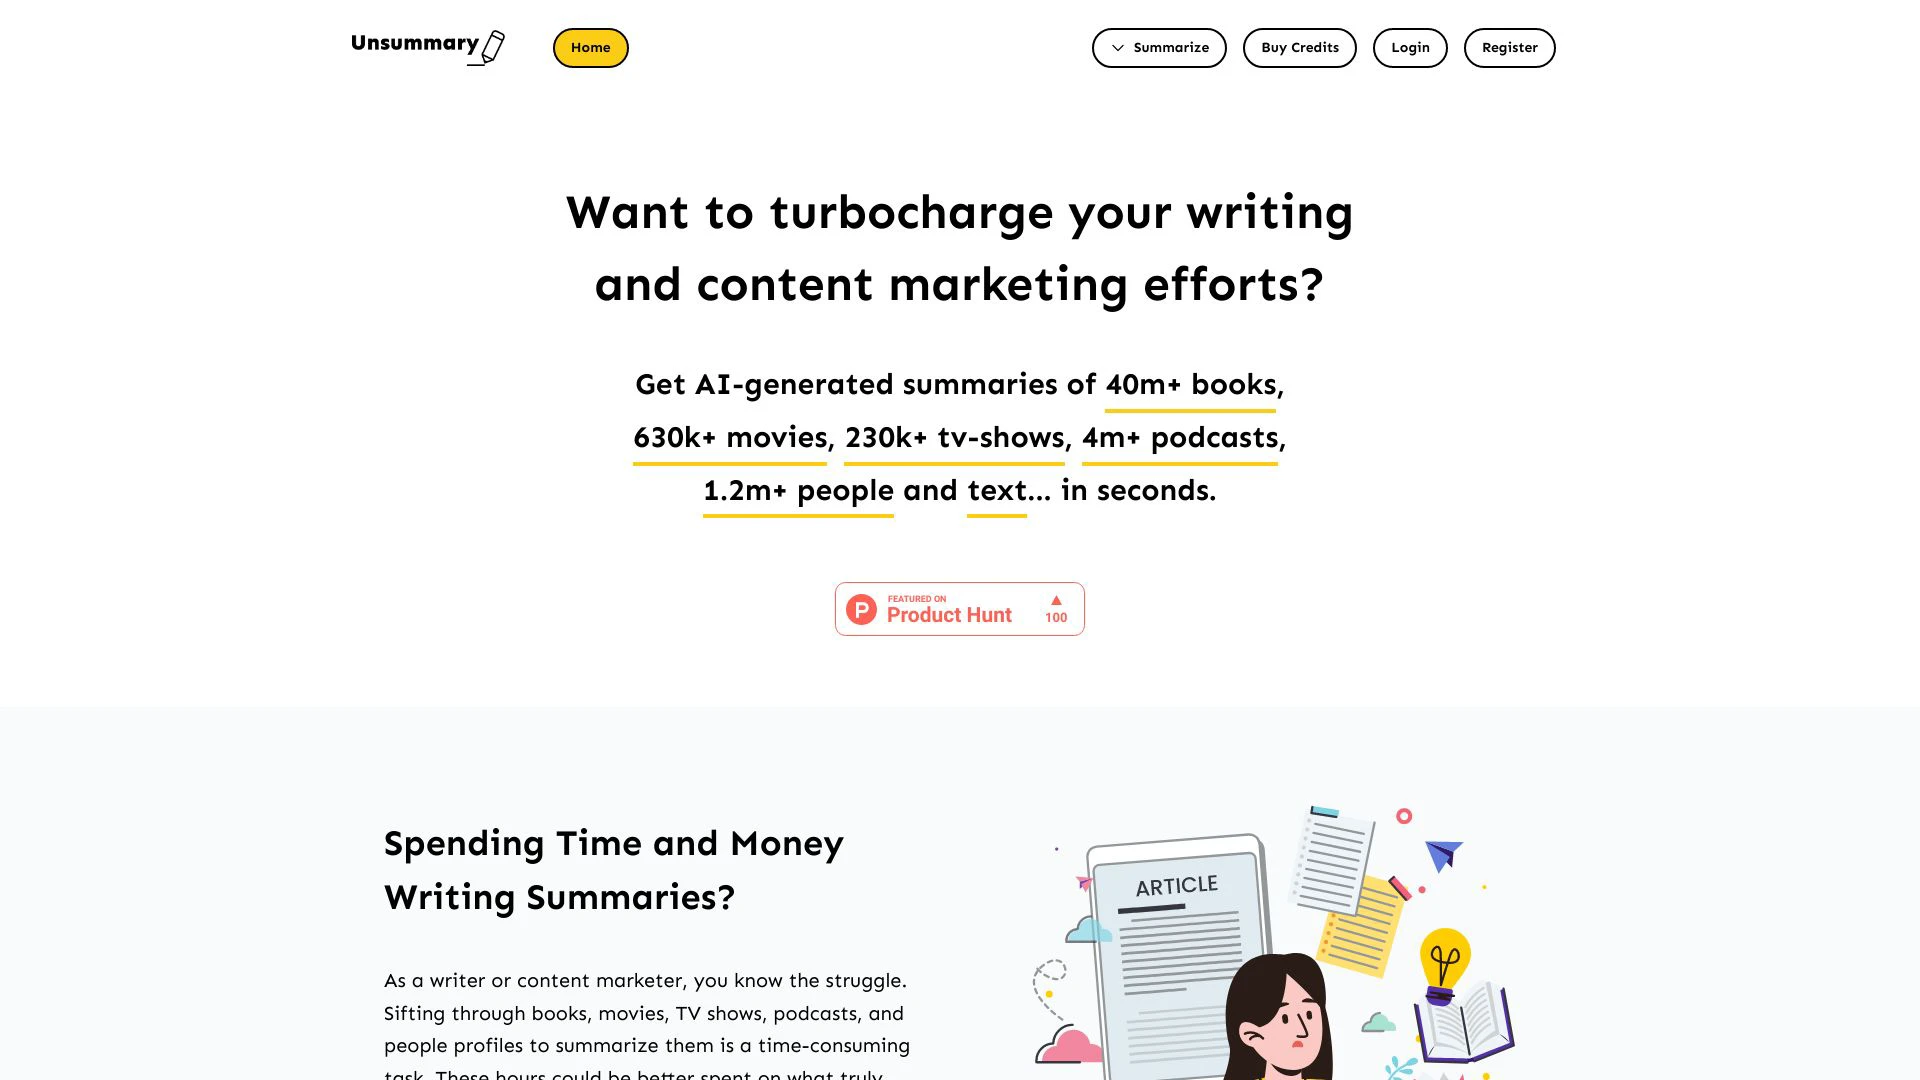 Unsummary
Home
Summarize
Buy Credits
Login
Register
Want to turbocharge your writing
and content marketing efforts?
Get AI-generated summaries of 40m+ books,
630k+ movies, 230k+ tv-shows, 4m+ podcasts,
1.2m+ people and text... in seconds.
FEATURED ON
Product Hunt
100
Spending Time and Money
Writing Summaries?
ARTICLE
As a writer or content marketer, you know the struggle.
Sifting through books, movies, TV shows, podcasts, and
people profiles to summarize them is a time-consuming
task. These hours could be better spent on what truly